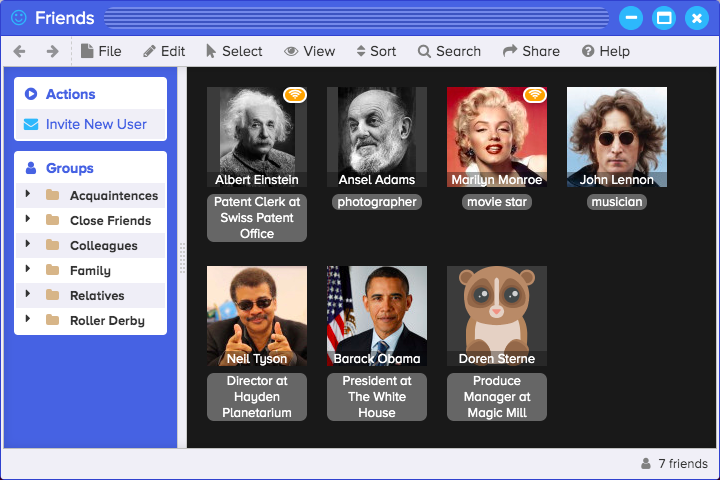 Friends
File Edit Select View Sort Search Share Help
Actions
Invite New User
Groups
Acquaintences
Close Friends
Colleagues
Family
Relatives
Roller Derby
Albert Einstein
Patent Clerk at
Swiss Patent
Office
Ansel Adams
photographer
Marilyn Monroe
movie star
John Lennon
musician
Neil Tyson
Director at
Hayden
Planetarium
Barack Obama
President at
The White
House
Doren Sterne
Produce
Manager at
Magic Mill
7 friends